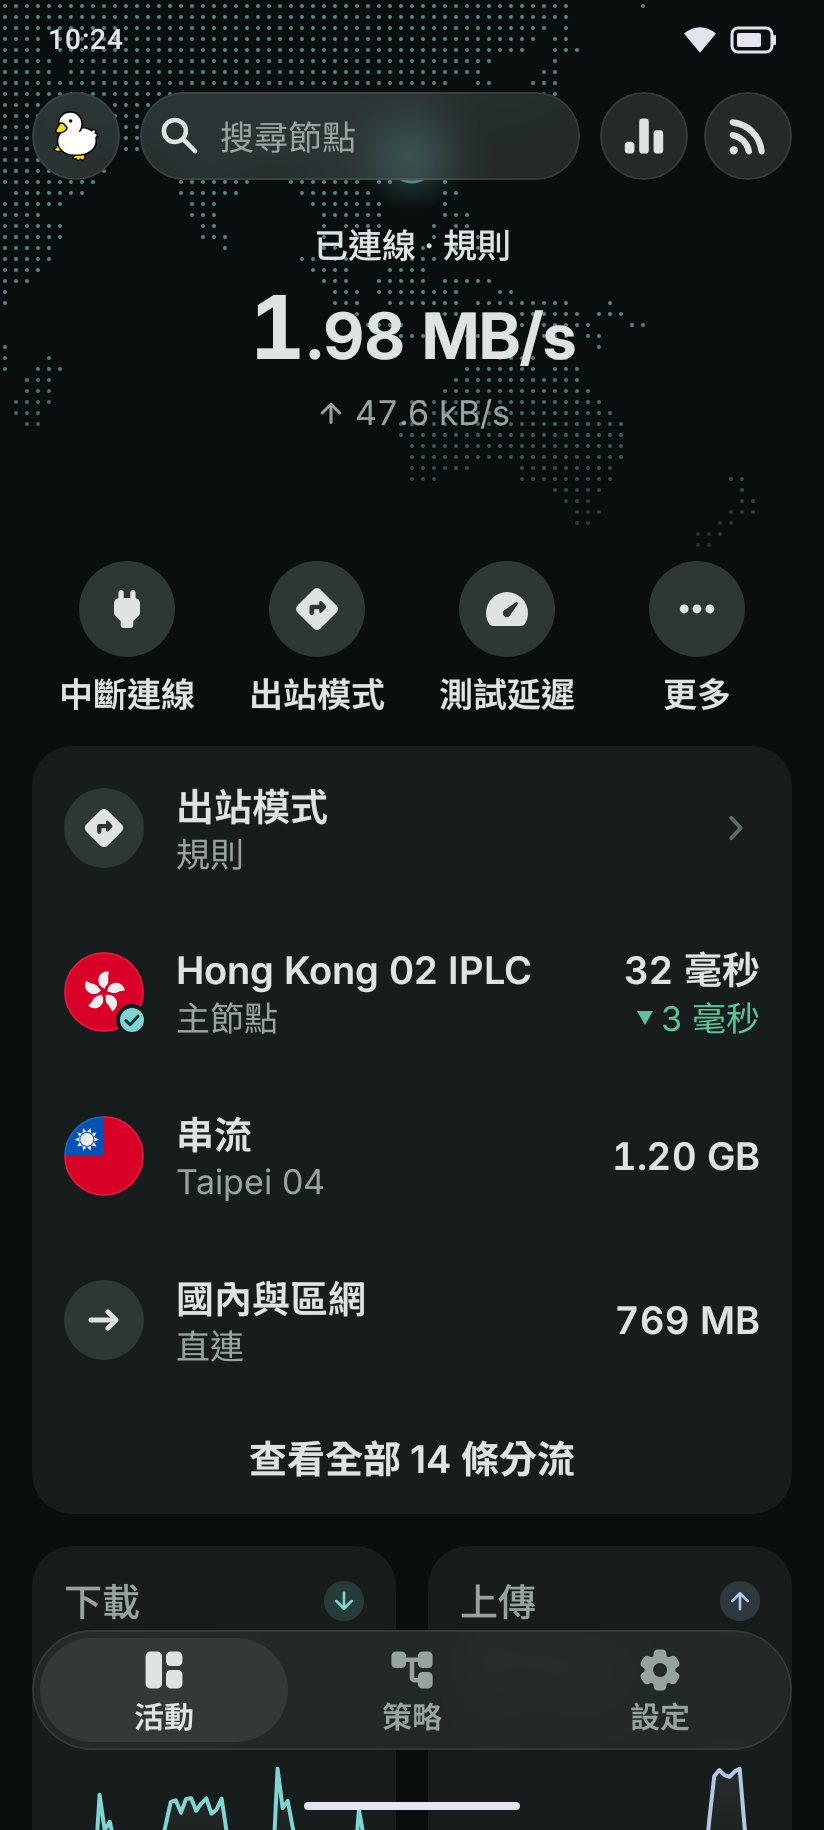 10:24
搜尋節點
已連線 · 規則
1.98 MB/s
↑ 47.6 kB/s
中斷連線
出站模式
測試延遲
更多
出站模式
規則
Hong Kong 02 IPLC
32 毫秒
主節點
▼3 毫秒
串流
Taipei 04
1.20 GB
國內與區網
直連
769 MB
查看全部 14 條分流
下載
上傳
活動
策略
設定